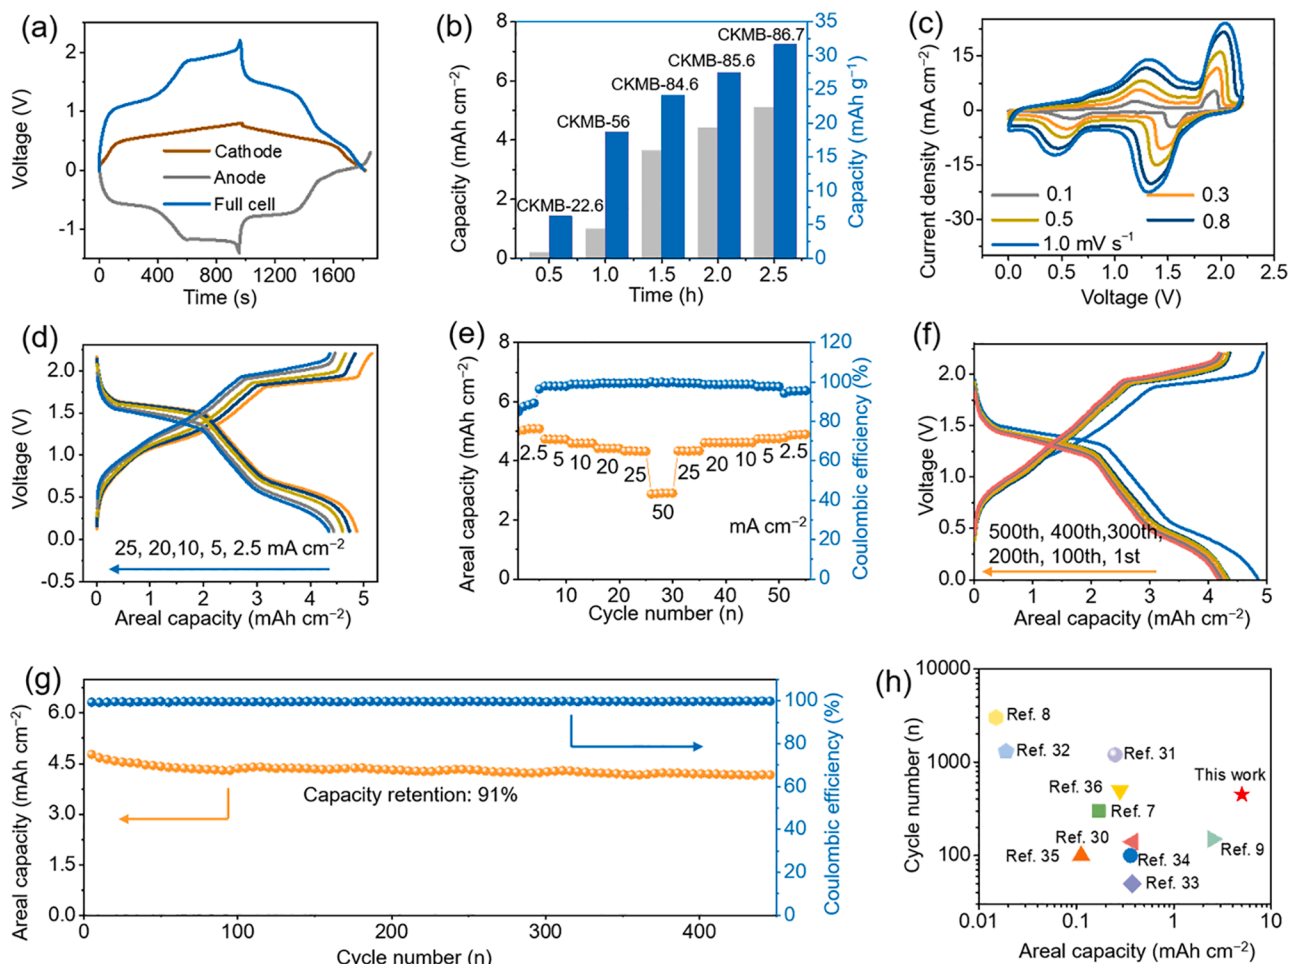 (a)
Voltage (V)
2
1
0
-1
Cathode
Anode
Full cell
0 400 800 1200 1600
Time (s)
(b)
Capacity (mAh cm−2)
8
6
4
2
0
CKMB-22.6
CKMB-56
CKMB-84.6
CKMB-85.6
CKMB-86.7
35
30
25
20
15
10
5
0
Capacity (mAh g−1)
0.5 1.0 1.5 2.0 2.5
Time (h)
(c)
Current density (mA cm−2)
15
0
-15
-30
0.1 0.3
0.5 0.8
1.0 mV s−1
0.0 0.5 1.0 1.5 2.0 2.5
Voltage (V)
(d)
Voltage (V)
2.0
1.5
1.0
0.5
0.0
-0.5
25, 20,10, 5, 2.5 mA cm−2
0 1 2 3 4 5
Areal capacity (mAh cm−2)
(e)
Areal capacity (mAh cm−2)
8
6
4
2
0
2.5 5 10 20 25 50 25 20 10 5 2.5
mA cm−2
140
120
100
80
60
40
20
0
Coulombic efficiency (%)
10 20 30 40 50
Cycle number (n)
(f)
Voltage (V)
2.0
1.5
1.0
0.5
0.0
500th, 400th,300th,
200th, 100th, 1st
0 1 2 3 4 5
Areal capacity (mAh cm−2)
(g)
Areal capacity (mAh cm−2)
6.0
4.5
3.0
1.5
0.0
Capacity retention: 91%
100
75
50
25
0
Coulombic efficiency (%)
0 100 200 300 400
Cycle number (n)
(h)
Cycle number (n)
10000
1000
100
Ref. 8
Ref. 32
Ref. 31
Ref. 36
This work
Ref. 7
Ref. 30
Ref. 35
Ref. 34
Ref. 9
Ref. 33
0.01 0.1 1 10
Areal capacity (mAh cm−2)